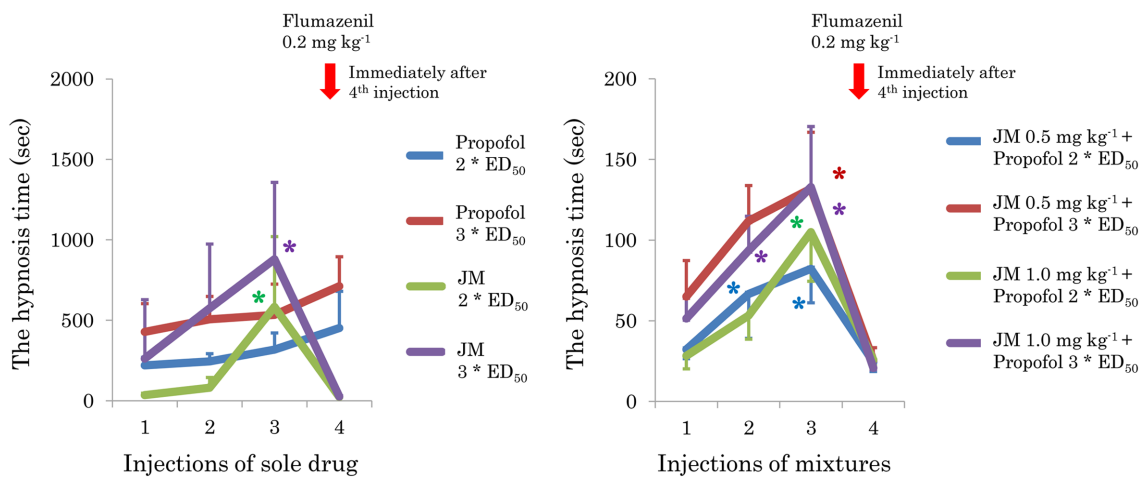 Flumazenil
0.2 mg kg⁻¹
Immediately after
4th injection
The hypnosis time (sec)
2000
1500
1000
500
0
1 2 3 4
Injections of sole drug
*
*
Propofol
2 * ED₅₀
Propofol
3 * ED₅₀
JM
2 * ED₅₀
JM
3 * ED₅₀
Flumazenil
0.2 mg kg⁻¹
Immediately after
4th injection
The hypnosis time (sec)
200
150
100
50
0
1 2 3 4
Injections of mixtures
*
*
*
*
*
*
JM 0.5 mg kg⁻¹ +
Propofol 2 * ED₅₀
JM 0.5 mg kg⁻¹ +
Propofol 3 * ED₅₀
JM 1.0 mg kg⁻¹ +
Propofol 2 * ED₅₀
JM 1.0 mg kg⁻¹ +
Propofol 3 * ED₅₀